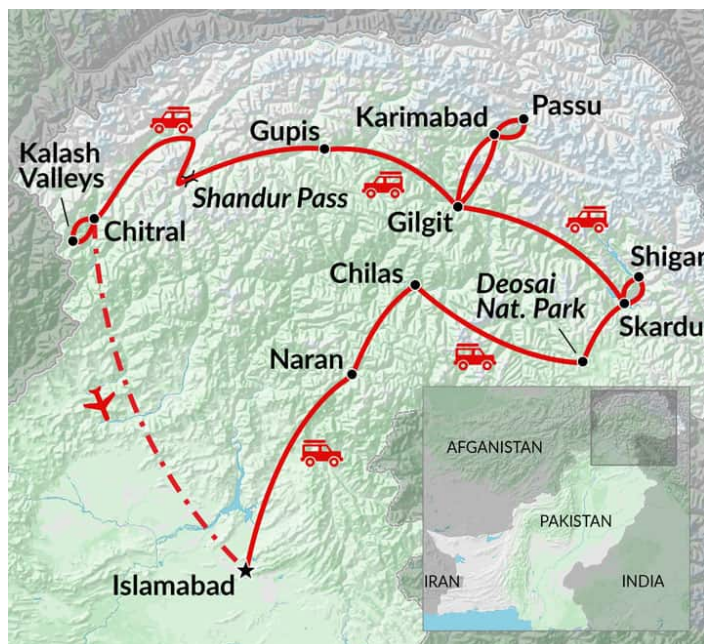 Passu
Karimabad
Gupis
Kalash
Valleys
Shandur Pass
Gilgit
Chitral
Shigar
Chilas
Deosai
Nat. Park
Skardu
Naran
AFGANISTAN
PAKISTAN
Islamabad
IRAN
INDIA